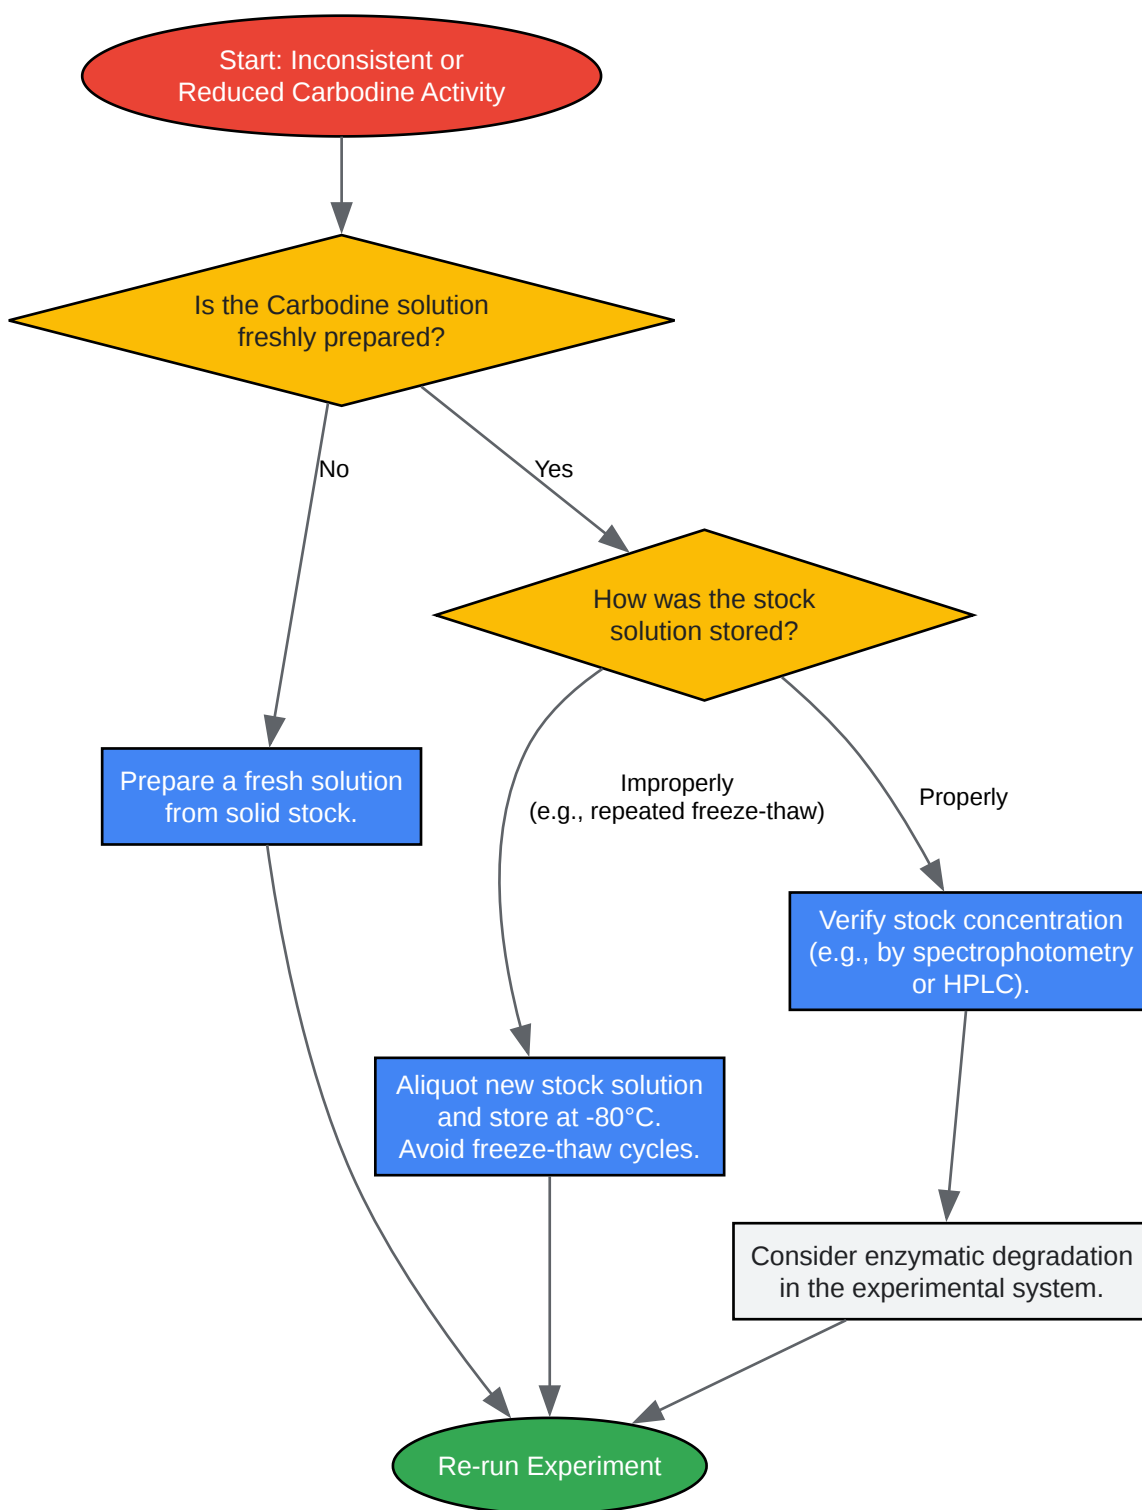 Start: Inconsistent or
Reduced Carbodine Activity
Is the Carbodine solution
freshly prepared?
No
Yes
How was the stock
solution stored?
Prepare a fresh solution
from solid stock.
Improperly
(e.g., repeated freeze-thaw)
Properly
Verify stock concentration
(e.g., by spectrophotometry
or HPLC).
Aliquot new stock solution
and store at -80°C.
Avoid freeze-thaw cycles.
Consider enzymatic degradation
in the experimental system.
Re-run Experiment